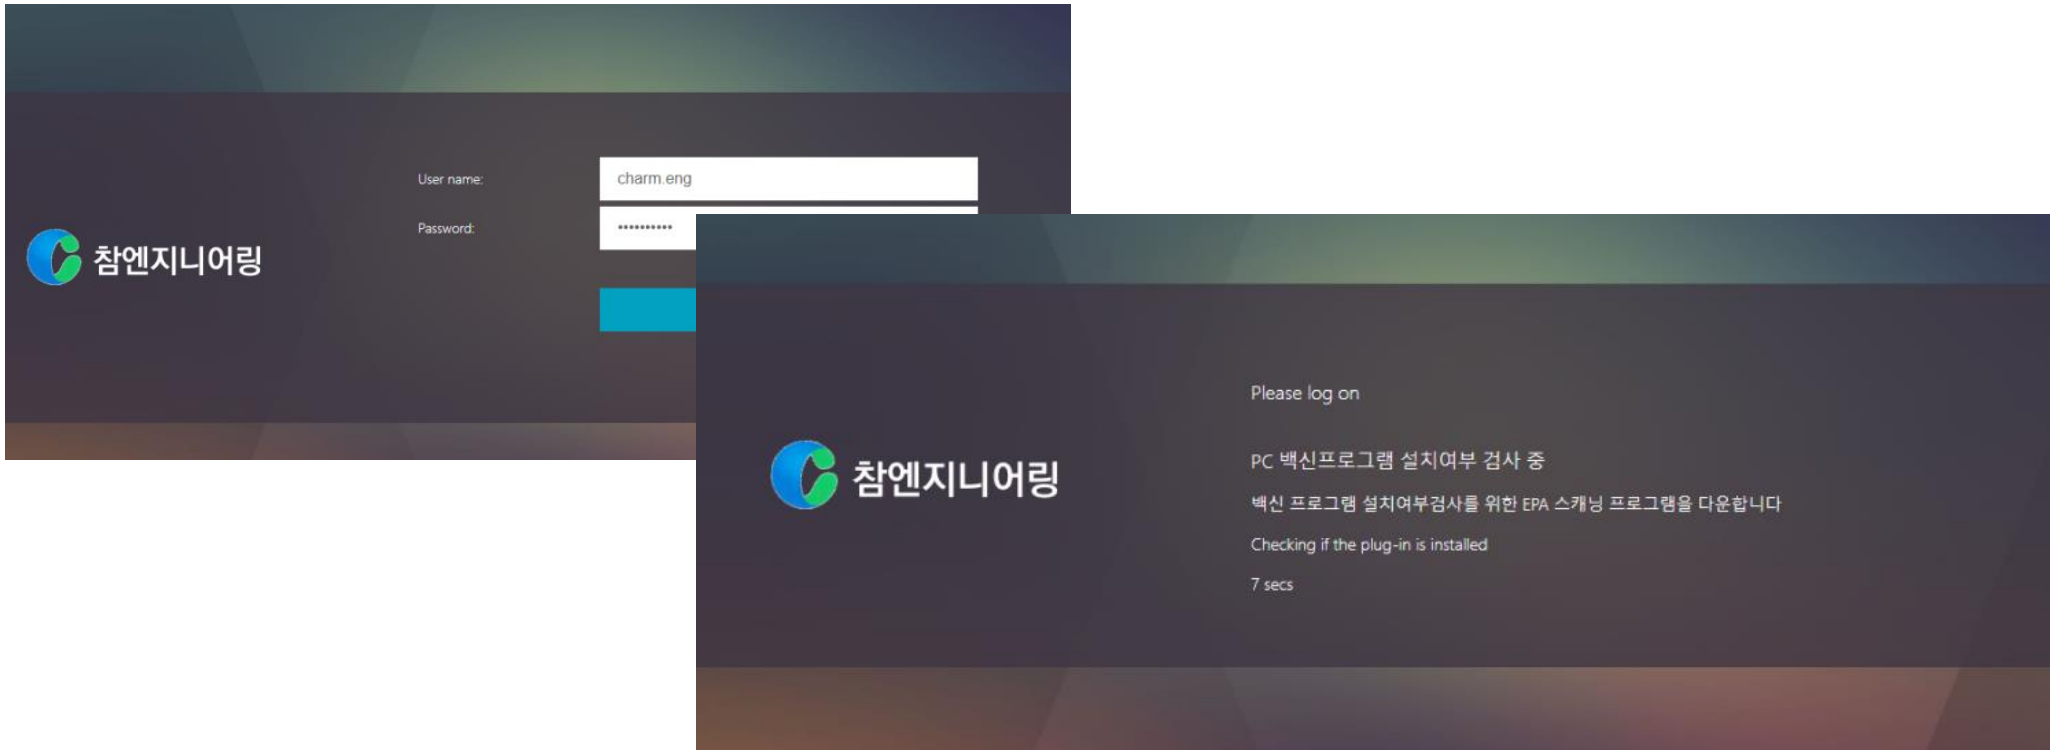 User name:
charm.eng
Password:
••••••••••
참엔지니어링
Please log on
PC 백신프로그램 설치여부 검사 중
백신 프로그램 설치여부검사를 위한 EPA 스캐닝 프로그램을 다운합니다
Checking if the plug-in is installed
7 secs
참엔지니어링